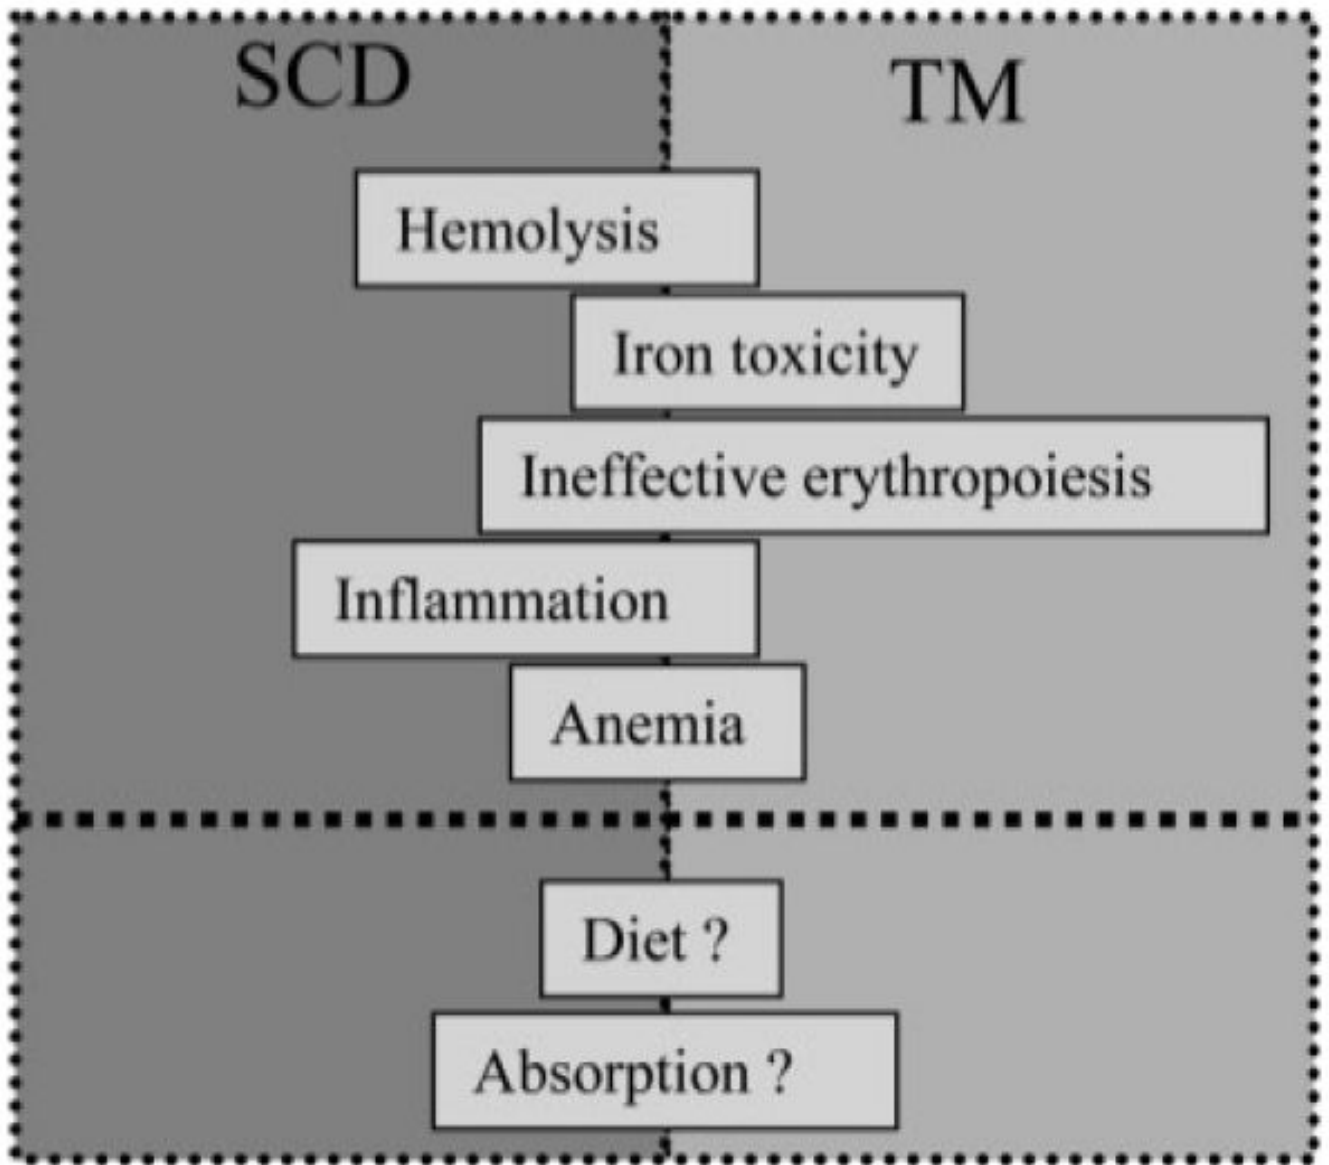 SCD
TM
Hemolysis
Iron toxicity
Ineffective erythropoiesis
Inflammation
Anemia
Diet ?
Absorption ?